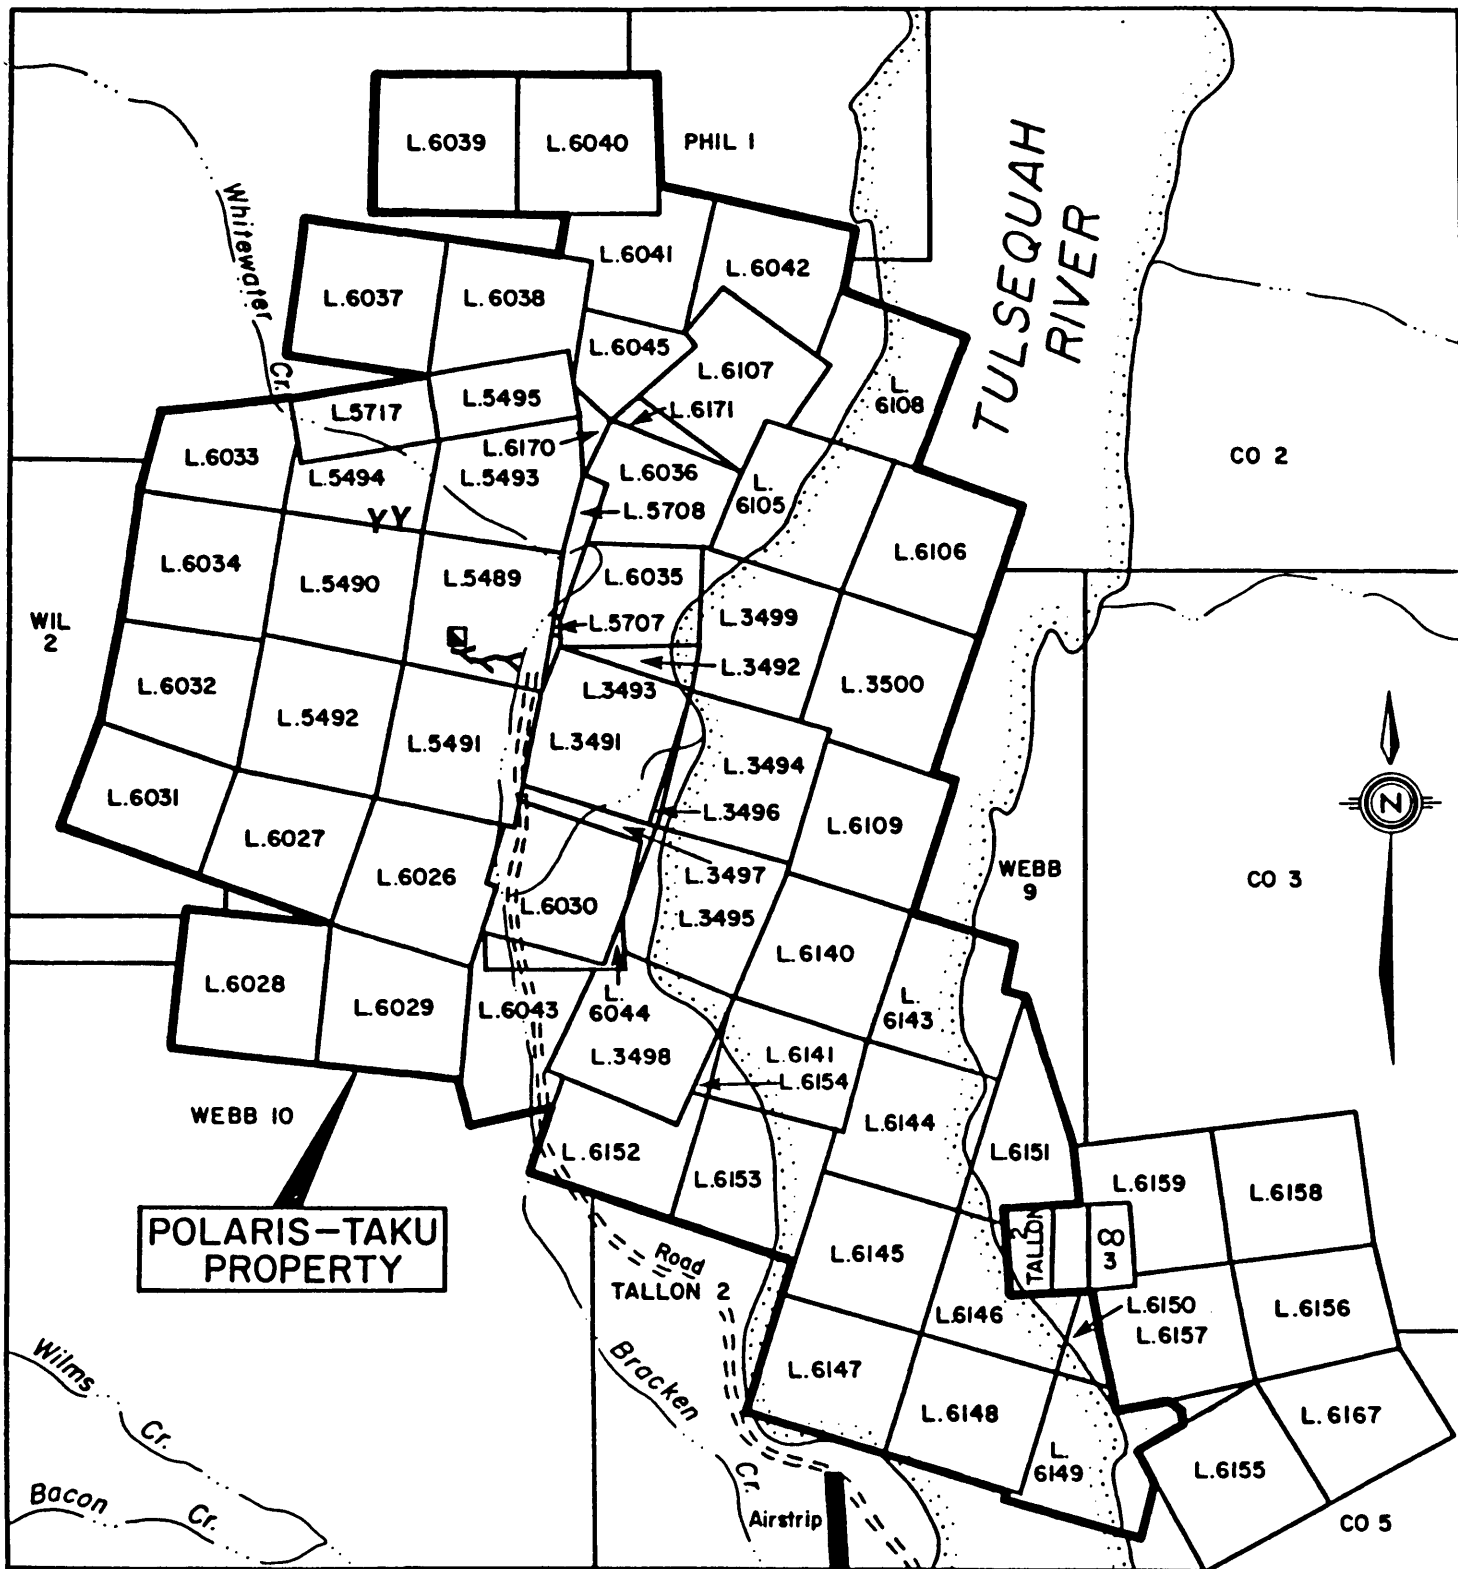 L.6039
L.6040
PHIL 1
TULSEQUAH
RIVER
Whitewater
Cr.
L.6041
L.6042
L.6037
L.6038
L.6045
L.6107
L.
6108
L.5717
L.5495
L.6171
L.6170
L.6033
L.5494
L.5493
L.6036
L.
6105
CO 2
L.5708
YY
L.6034
L.5490
L.5489
L.6035
L.6106
L.5707
L.3499
WIL
2
L.3492
L.6032
L.5492
L.5491
L.3493
L.3491
L.3500
L.3494
L.6031
L.3496
L.6109
N
L.6027
L.6026
L.3497
L.3495
L.6030
WEBB
9
CO 3
L.6140
L.6028
L.6029
L.6043
L.
6044
L.
6143
L.3498
L.6141
L.6154
WEBB 10
L.6144
L.6152
L.6153
L.6151
L.6159
L.6158
POLARIS-TAKU
PROPERTY
Road
TALLON 2
L.6145
TALLON
2
CO
3
L.6146
L.6150
L.6157
L.6156
Wilms
Cr.
Bracken
Cr.
L.6147
L.6148
L.
6149
L.6167
L.6155
Bacon
Cr.
Airstrip
CO 5